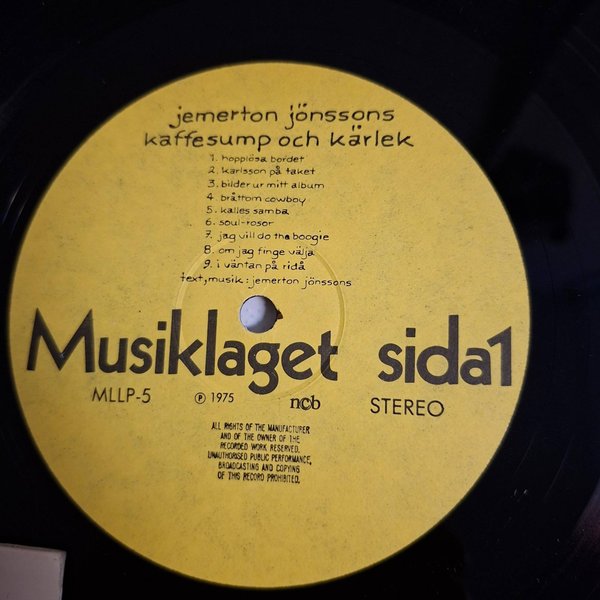 jemerton jönssons
kaffesump och kärlek
1. hopplösa bordet
2. karlsson på taket
3. bilder ur mitt album
4. bråttom cowboy
5. kalles samba
6. soul-rosor
7. jag vill do the boogie
8. om jag finge välja
9. i väntan på ridå
text, musik: jemerton jönssons
Musiklaget sida1
MLLP-5 ℗ 1975 ncb STEREO
ALL RIGHTS OF THE MANUFACTURER
AND OF THE OWNER OF THE
RECORDED WORK RESERVED.
UNAUTHORISED PUBLIC PERFORMANCE,
BROADCASTING AND COPYING
OF THIS RECORD PROHIBITED.